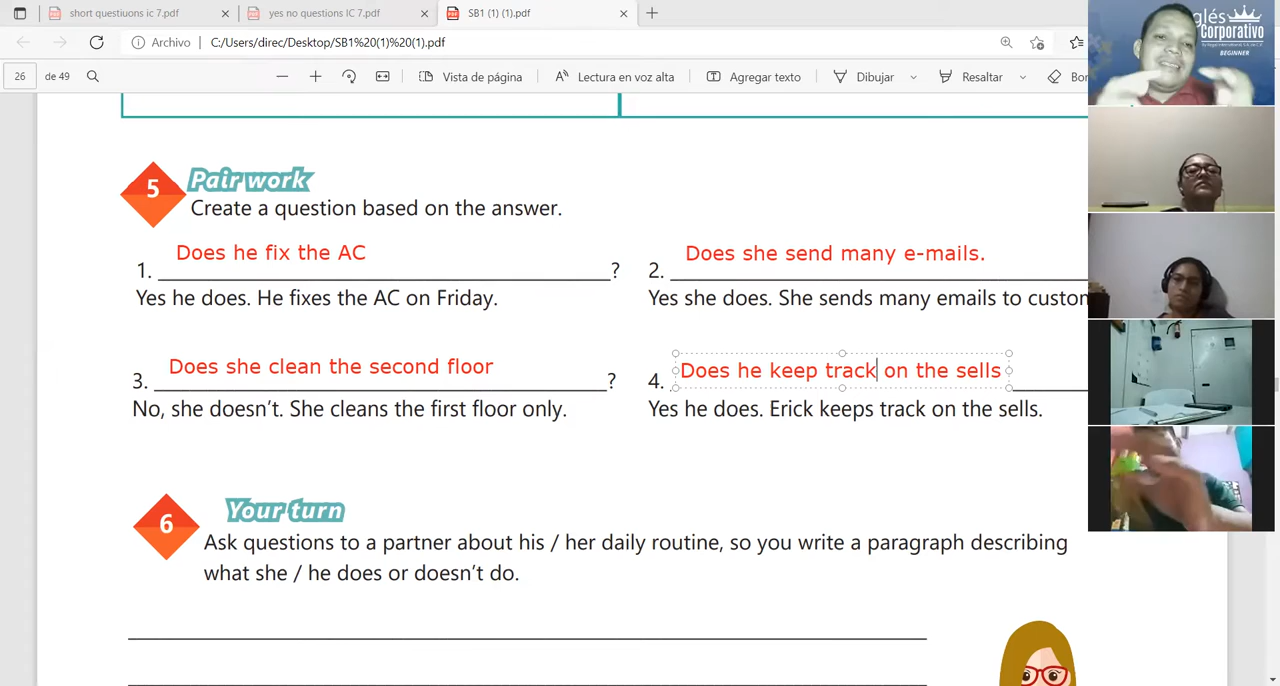 short questiuons ic 7.pdf
yes no questions IC 7.pdf
SB1 (1) (1).pdf
Archivo
C:/Users/direc/Desktop/SB1%20(1)%20(1).pdf
26
de 49
Vista de página
Lectura en voz alta
Agregar texto
Dibujar
Resaltar
Bor
glés
Corporativo
BEGINNER
5
Pair work
Create a question based on the answer.
1. Does he fix the AC ?
Yes he does. He fixes the AC on Friday.
2. Does she send many e-mails.
Yes she does. She sends many emails to custom
3. Does she clean the second floor ?
No, she doesn’t. She cleans the first floor only.
4. Does he keep track on the sells
Yes he does. Erick keeps track on the sells.
6
Your turn
Ask questions to a partner about his / her daily routine, so you write a paragraph describing
what she / he does or doesn’t do.